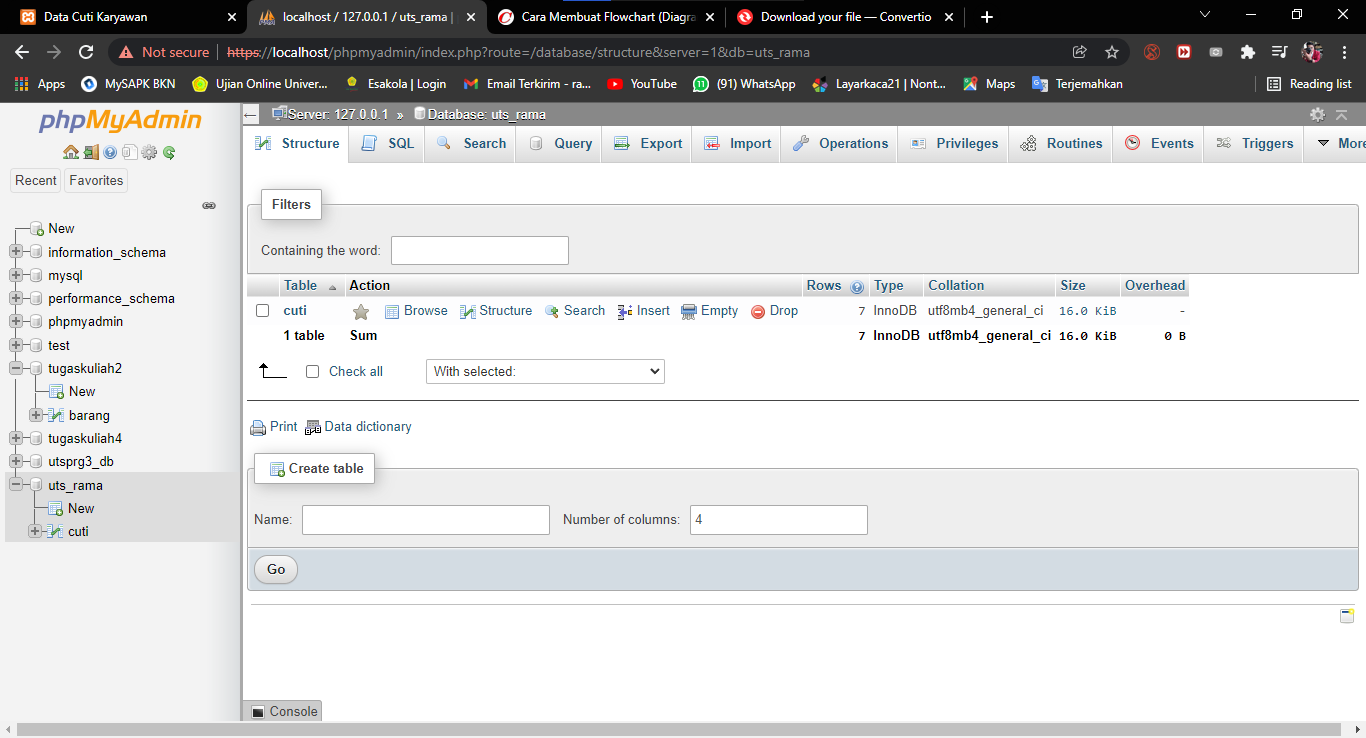 Data Cuti Karyawan
localhost / 127.0.0.1 / uts_rama |
Cara Membuat Flowchart (Diagra
Download your file — Convertio
Not secure | https://localhost/phpmyadmin/index.php?route=/database/structure&server=1&db=uts_rama
Apps MySAPK BKN Ujian Online Univer... Esakola | Login Email Terkirim - ra... YouTube (91) WhatsApp Layarkaca21 | Nont... Maps Terjemahkan Reading list
phpMyAdmin
Recent Favorites
New
information_schema
mysql
performance_schema
phpmyadmin
test
tugaskuliah2
New
barang
tugaskuliah4
utsprg3_db
uts_rama
New
cuti
Server: 127.0.0.1 » Database: uts_rama
Structure SQL Search Query Export Import Operations Privileges Routines Events Triggers More
Filters
Containing the word:
Table Action Rows Type Collation Size Overhead
cuti Browse Structure Search Insert Empty Drop 7 InnoDB utf8mb4_general_ci 16.0 KiB -
1 table Sum 7 InnoDB utf8mb4_general_ci 16.0 KiB 0 B
Check all With selected:
Print Data dictionary
Create table
Name: Number of columns: 4
Go
Console